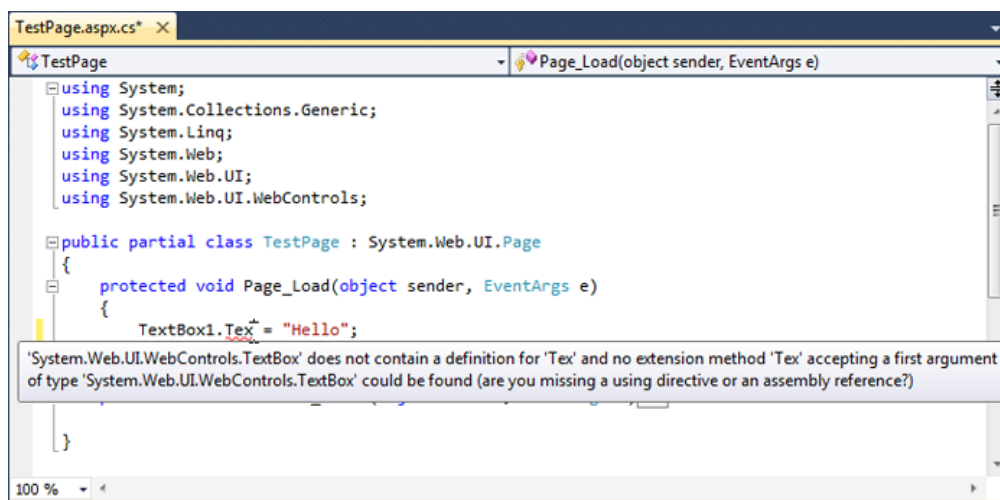 TestPage.aspx.cs*
TestPage Page_Load(object sender, EventArgs e)
using System;
using System.Collections.Generic;
using System.Linq;
using System.Web;
using System.Web.UI;
using System.Web.UI.WebControls;
public partial class TestPage : System.Web.UI.Page
{
protected void Page_Load(object sender, EventArgs e)
{
TextBox1.Tex = "Hello";
'System.Web.UI.WebControls.TextBox' does not contain a definition for 'Tex' and no extension method 'Tex' accepting a first argument
of type 'System.Web.UI.WebControls.TextBox' could be found (are you missing a using directive or an assembly reference?)
}
100 %